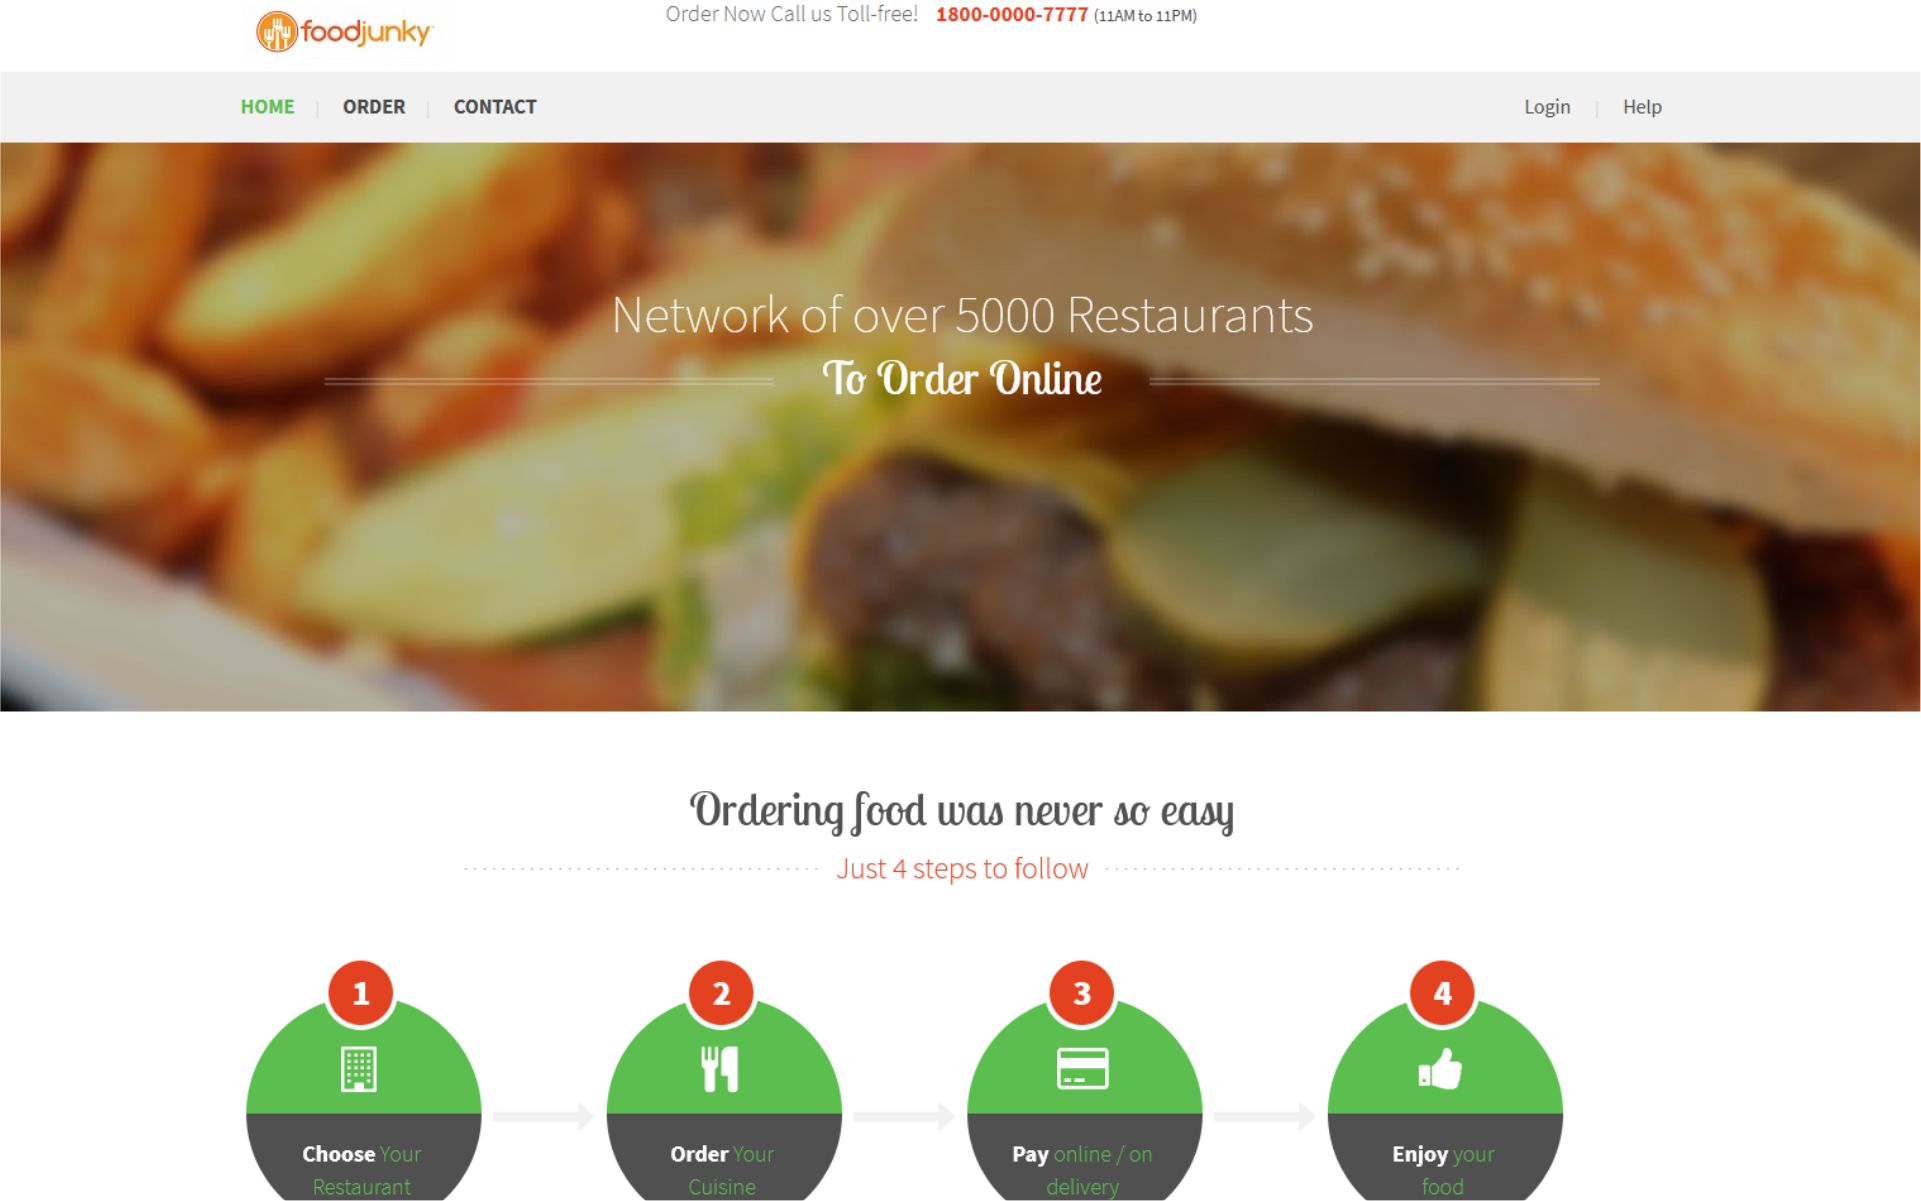 foodjunky
Order Now Call us Toll-free! 1800-0000-7777 (11AM to 11PM)
HOME ORDER CONTACT Login Help
Network of over 5000 Restaurants
To Order Online
Ordering food was never so easy
Just 4 steps to follow
1
Choose Your
Restaurant
2
Order Your
Cuisine
3
Pay online / on
delivery
4
Enjoy your
food